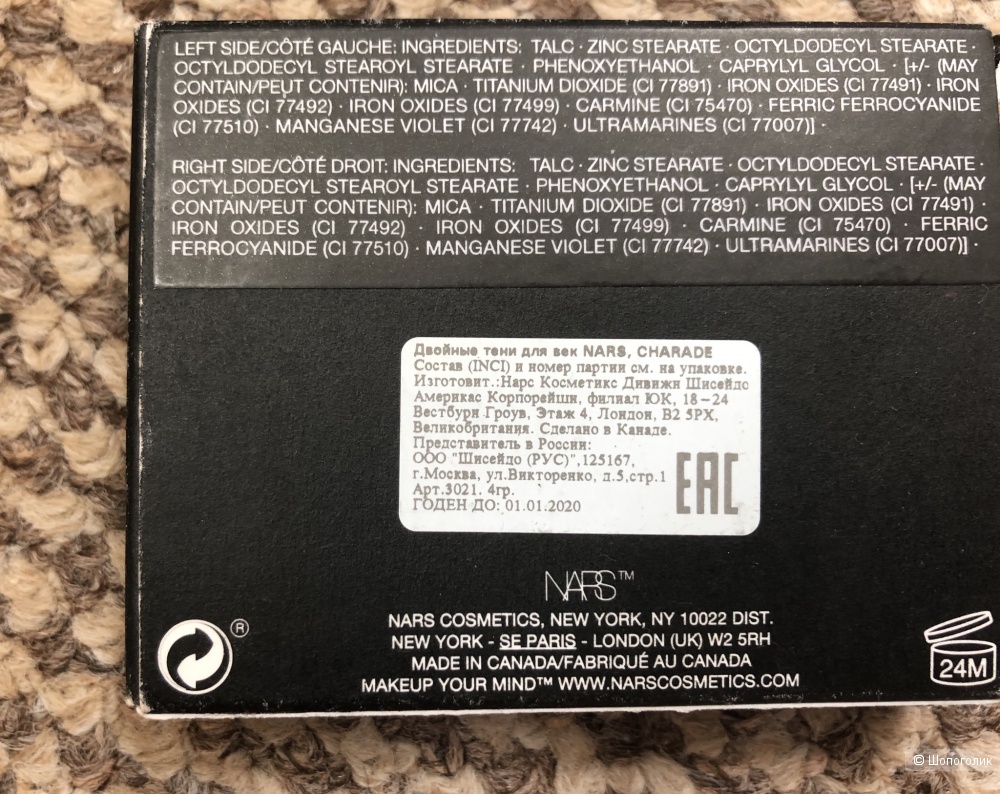 LEFT SIDE/CÔTÉ GAUCHE: INGREDIENTS: TALC · ZINC STEARATE · OCTYLDODECYL STEARATE ·
OCTYLDODECYL STEAROYL STEARATE · PHENOXYETHANOL · CAPRYLYL GLYCOL · [+/- (MAY
CONTAIN/PEUT CONTENIR): MICA · TITANIUM DIOXIDE (CI 77891) · IRON OXIDES (CI 77491) · IRON
OXIDES (CI 77492) · IRON OXIDES (CI 77499) · CARMINE (CI 75470) · FERRIC FERROCYANIDE
(CI 77510) · MANGANESE VIOLET (CI 77742) · ULTRAMARINES (CI 77007)] ·
RIGHT SIDE/CÔTÉ DROIT: INGREDIENTS: TALC · ZINC STEARATE · OCTYLDODECYL STEARATE ·
OCTYLDODECYL STEAROYL STEARATE · PHENOXYETHANOL · CAPRYLYL GLYCOL · [+/- (MAY
CONTAIN/PEUT CONTENIR): MICA · TITANIUM DIOXIDE (CI 77891) · IRON OXIDES (CI 77491) ·
IRON OXIDES (CI 77492) · IRON OXIDES (CI 77499) · CARMINE (CI 75470) · FERRIC
FERROCYANIDE (CI 77510) · MANGANESE VIOLET (CI 77742) · ULTRAMARINES (CI 77007)] ·
Двойные тени для век NARS, CHARADE
Состав (INCI) и номер партии см. на упаковке.
Изготовит.:Нарс Косметикс Дивижн Шисейдо
Америкас Корпорейшн, филиал ЮК, 18-24
Вестбури Гроув, Этаж 4, Лондон, В2 5РХ,
Великобритания. Сделано в Канаде.
Представитель в России:
ООО "Шисейдо (РУС)",125167,
г.Москва, ул.Викторенко, д.5,стр.1
Арт.3021. 4гр.
ГОДЕН ДО: 01.01.2020
EAC
NARS™
NARS COSMETICS, NEW YORK, NY 10022 DIST.
NEW YORK - SE PARIS - LONDON (UK) W2 5RH
MADE IN CANADA/FABRIQUÉ AU CANADA
MAKEUP YOUR MIND™ WWW.NARSCOSMETICS.COM
®
24M
© Шопоголик